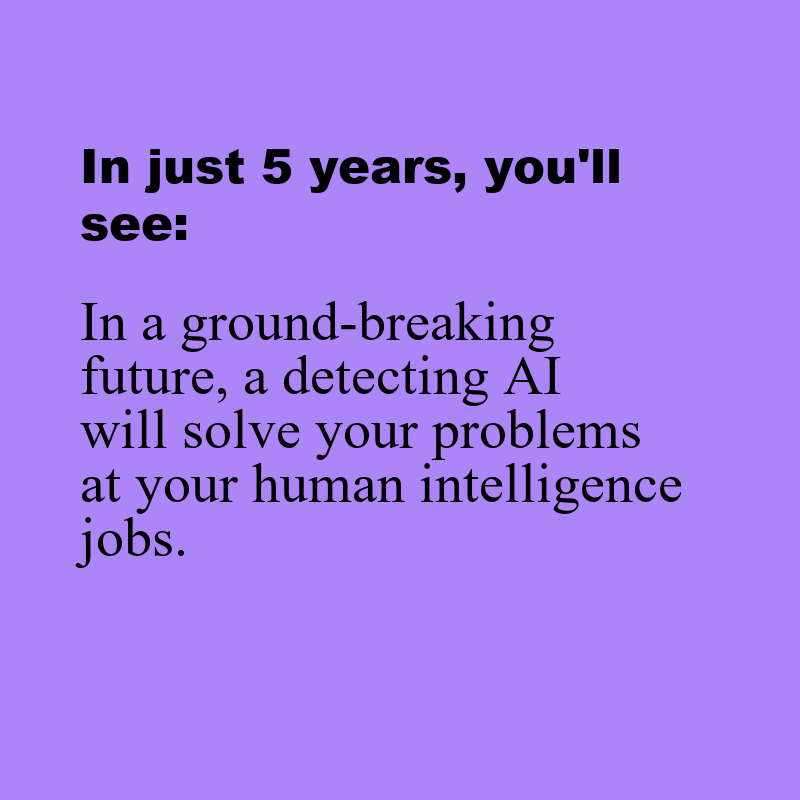 In just 5 years, you'll
see:
In a ground-breaking
future, a detecting AI
will solve your problems
at your human intelligence
jobs.